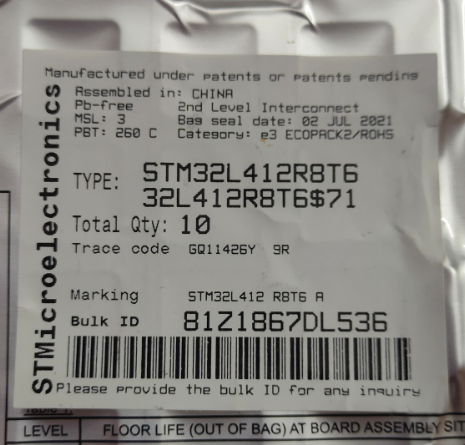 Manufactured under patents or patents pending
Assembled in: CHINA
Pb-free 2nd Level Interconnect
MSL: 3 Bag seal date: 02 JUL 2021
PBT: 260 C Category: e3 ECOPACK2/ROHS
STMicroelectronics
TYPE: STM32L412R8T6
32L412R8T6$71
Total Qty: 10
Trace code GQ11426Y 9R
Marking STM32L412 R8T6 A
Bulk ID 81Z1867DL536
Please provide the bulk ID for any inquiry
LEVEL FLOOR LIFE (OUT OF BAG) AT BOARD ASSEMBLY SIT